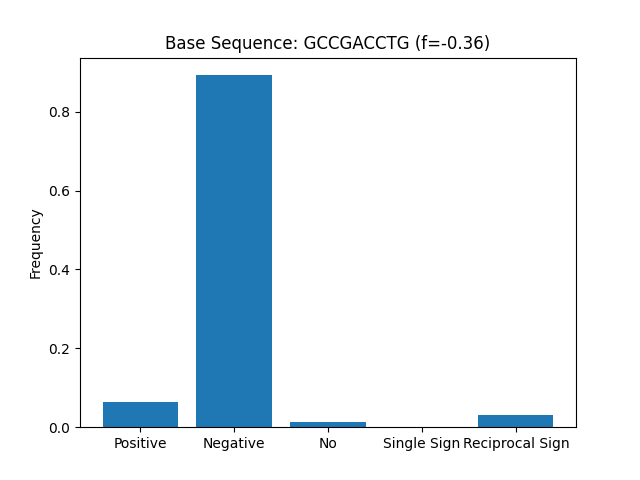 Base Sequence: GCCGACCTG (f=-0.36)
Frequency
0.8
0.6
0.4
0.2
0.0
Positive Negative No Single Sign Reciprocal Sign